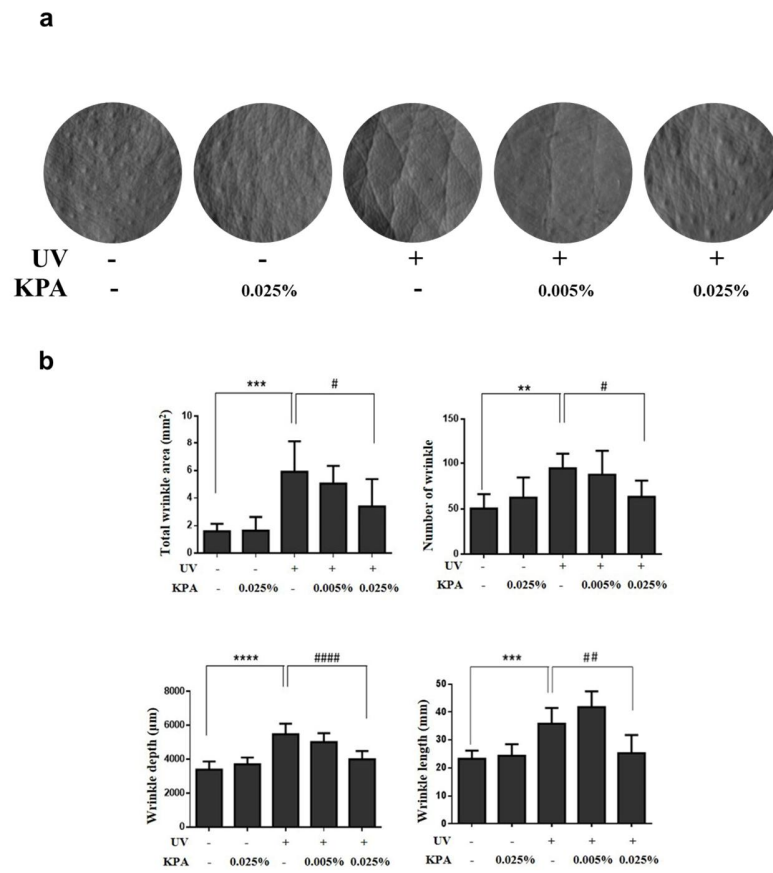 a
UV - - + + +
KPA - 0.025% - 0.005% 0.025%
b
*** #
Total wrinkle area (mm²)
10
8
6
4
2
0
UV - - + + +
KPA - 0.025% - 0.005% 0.025%
** #
Number of wrinkle
150
100
50
0
UV - - + + +
KPA - 0.025% - 0.005% 0.025%
**** ####
Wrinkle depth (μm)
8000
6000
4000
2000
0
UV - - + + +
KPA - 0.025% - 0.005% 0.025%
*** ##
Wrinkle length (mm)
50
40
30
20
10
0
UV - - + + +
KPA - 0.025% - 0.005% 0.025%